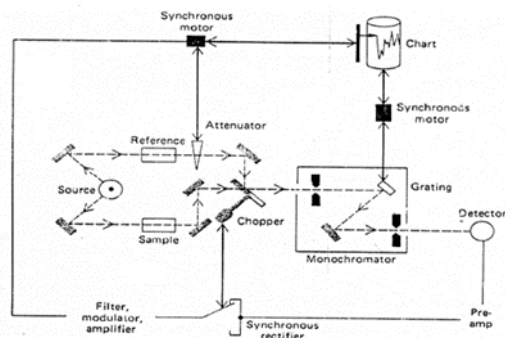 Synchronous
motor
Chart
Synchronous
motor
Reference
Attenuator
Source
Sample
Chopper
Grating
Monochromator
Detector
Filter,
modulator,
amplifier
Synchronous
rectifier
Pre-
amp